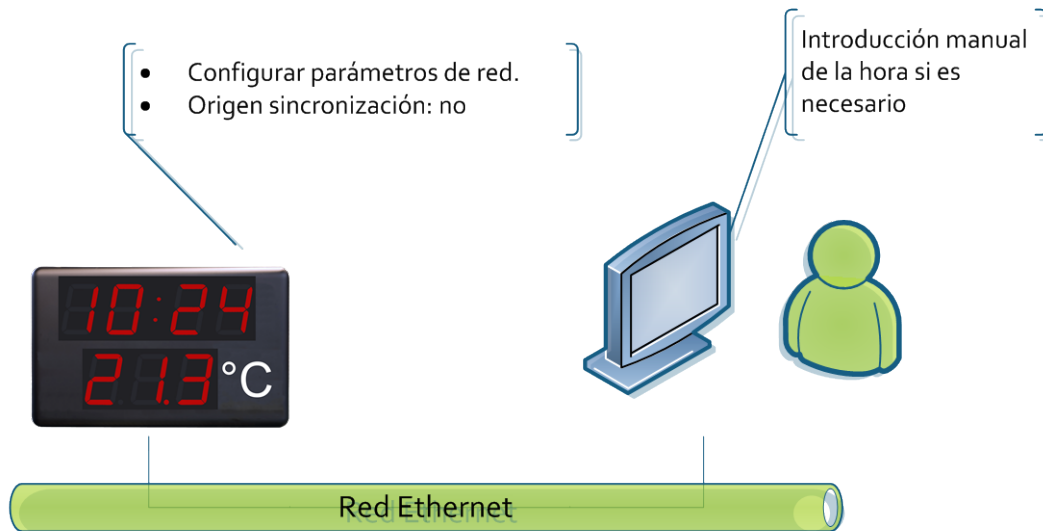 • Configurar parámetros de red.
• Origen sincronización: no
Introducción manual
de la hora si es
necesario
10:24
21.3 °C
Red Ethernet